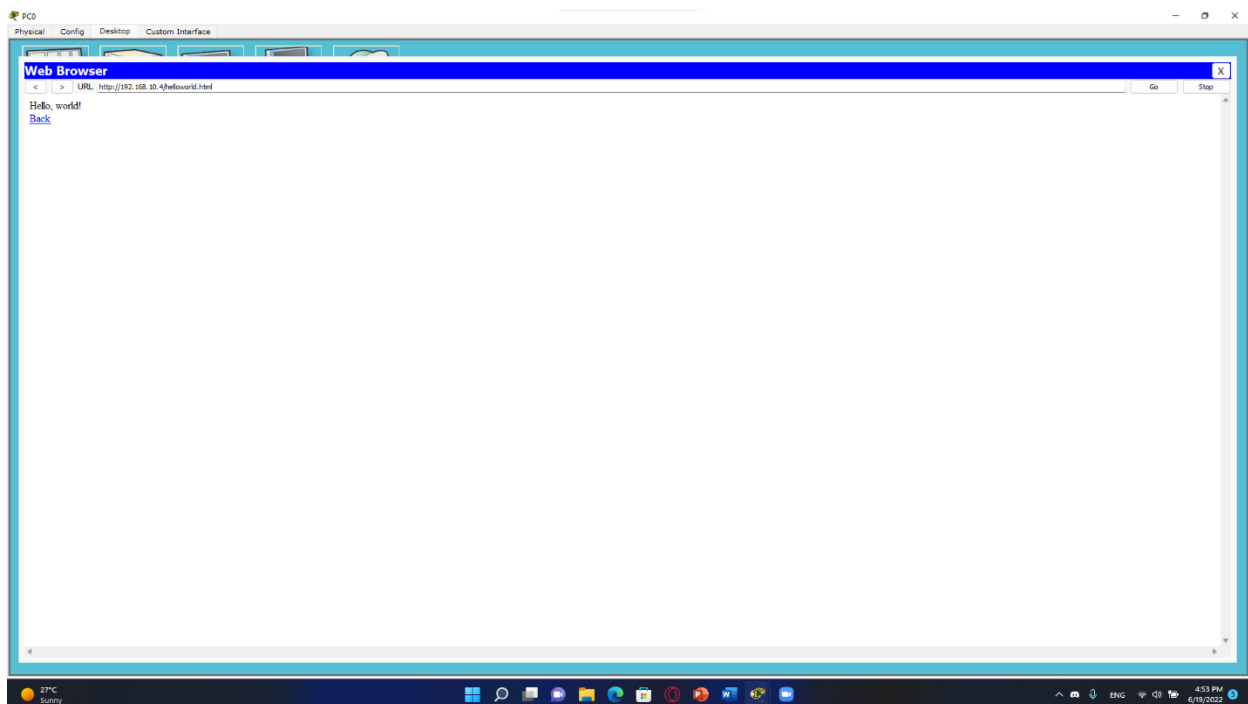 PC0
Physical Config Desktop Custom Interface
Web Browser X
< > URL http://192.168.10.4/helloworld.html Go Stop
Hello, world!
Back
27°C
Sunny
ENG
4:53 PM
6/19/2022
3